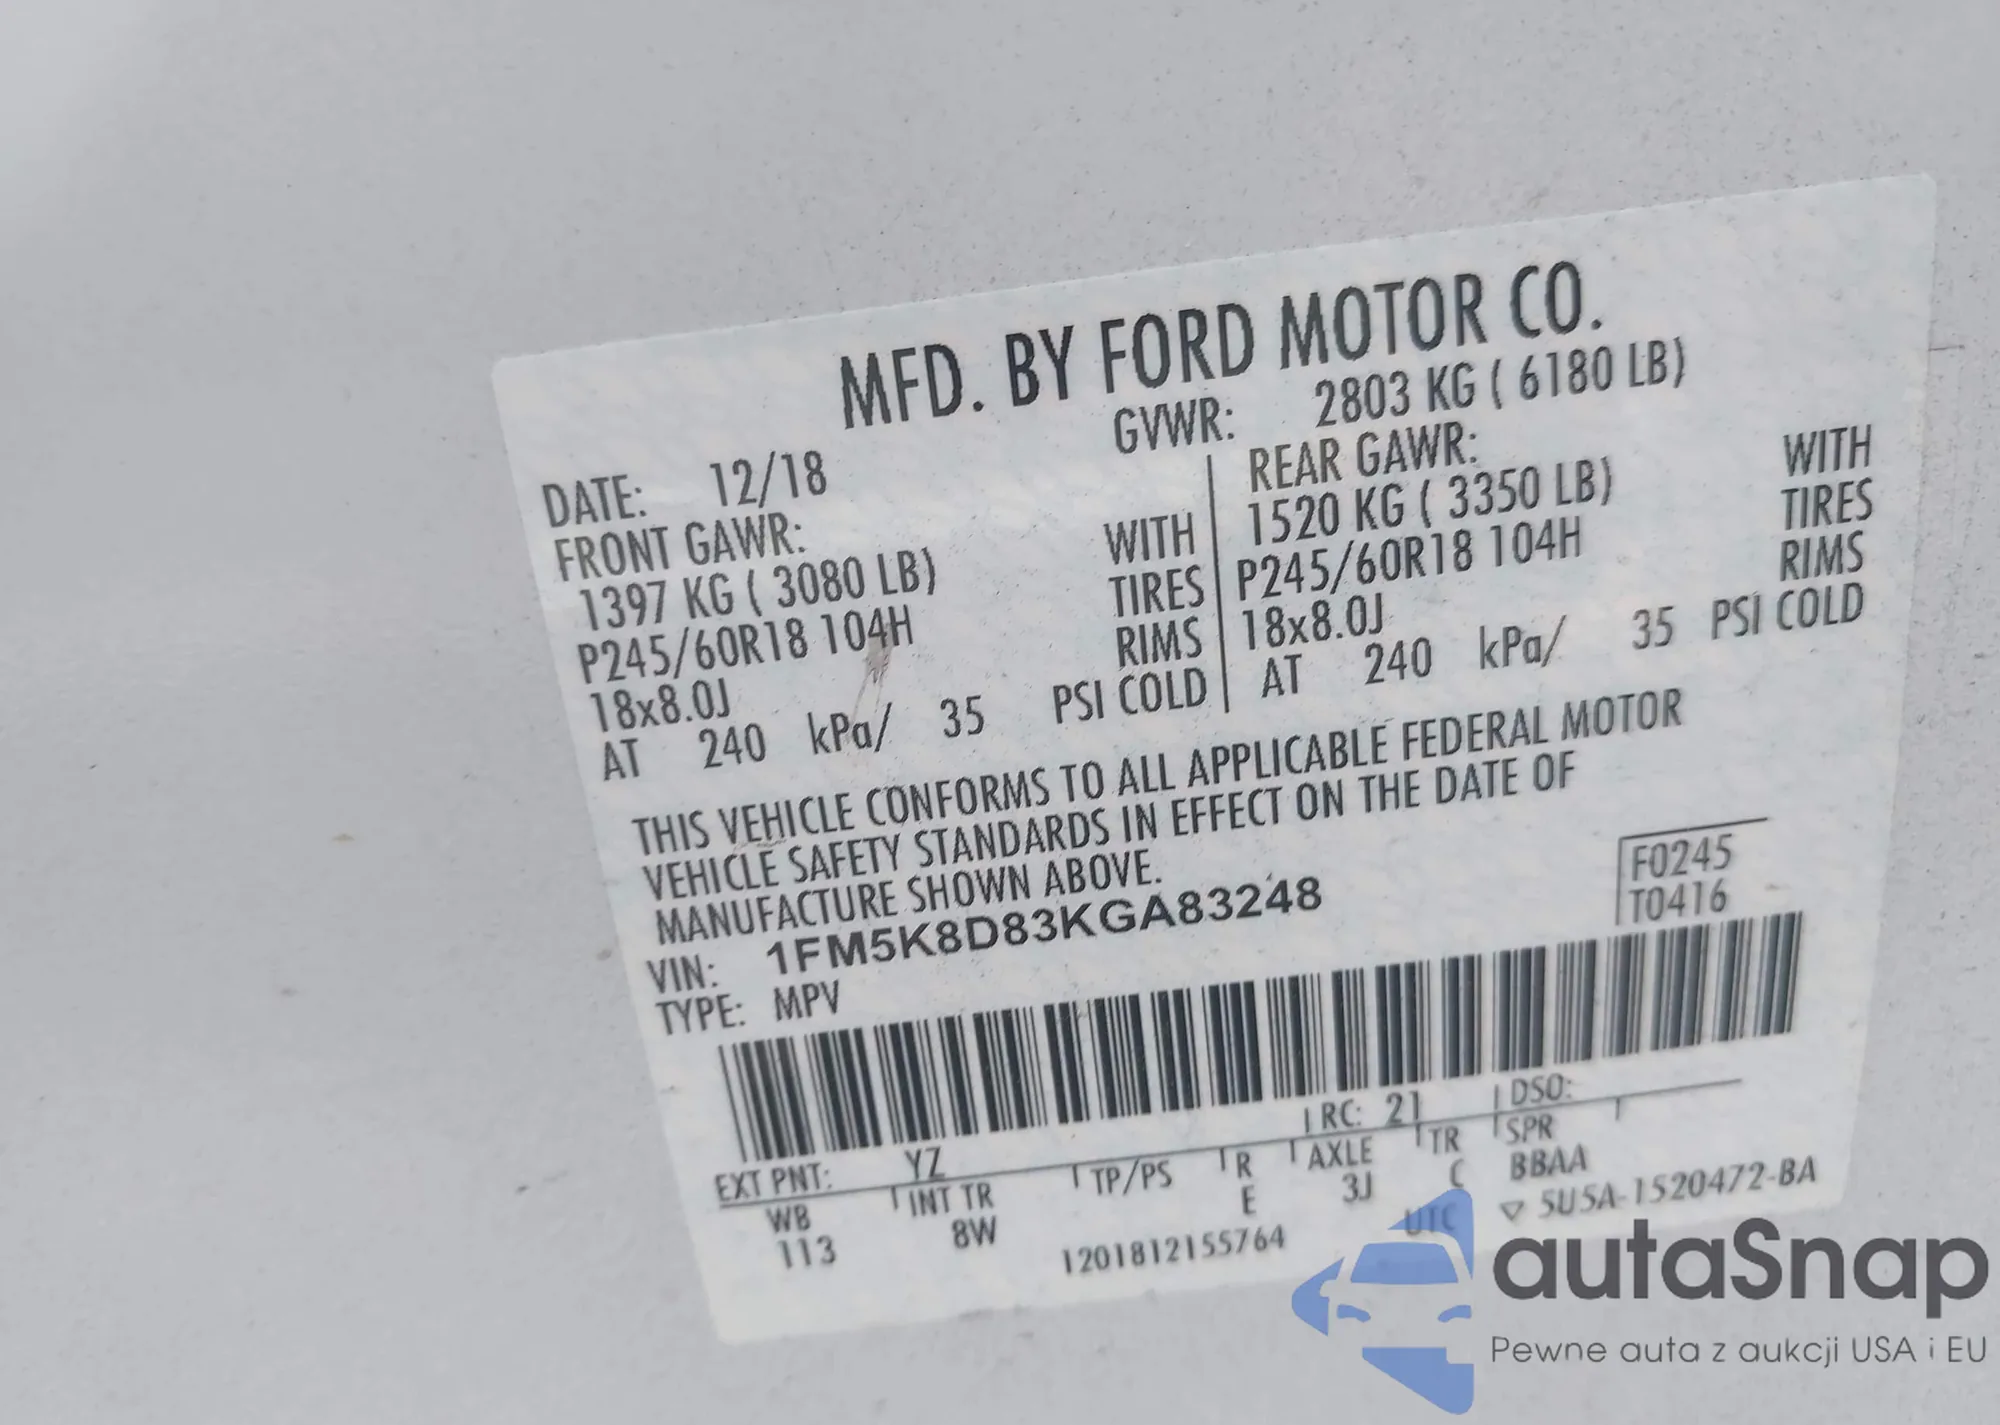 MFD. BY FORD MOTOR CO.
DATE: 12/18 GVWR: 2803 KG ( 6180 LB)
FRONT GAWR: REAR GAWR:
1397 KG ( 3080 LB) WITH 1520 KG ( 3350 LB) WITH
P245/60R18 104H TIRES P245/60R18 104H TIRES
18x8.0J RIMS 18x8.0J RIMS
AT 240 kPa/ 35 PSI COLD AT 240 kPa/ 35 PSI COLD
THIS VEHICLE CONFORMS TO ALL APPLICABLE FEDERAL MOTOR
VEHICLE SAFETY STANDARDS IN EFFECT ON THE DATE OF
MANUFACTURE SHOWN ABOVE.
F0245
T0416
VIN: 1FM5K8D83KGA83248
TYPE: MPV
EXT PNT: YZ RC: 21 DSO:
WB INT TR TP/PS R AXLE TR SPR
113 8W E 3J C BBAA
1201812155764 UTC ▽ 5U5A-1520472-BA
autaSnap
Pewne auta z aukcji USA i EU